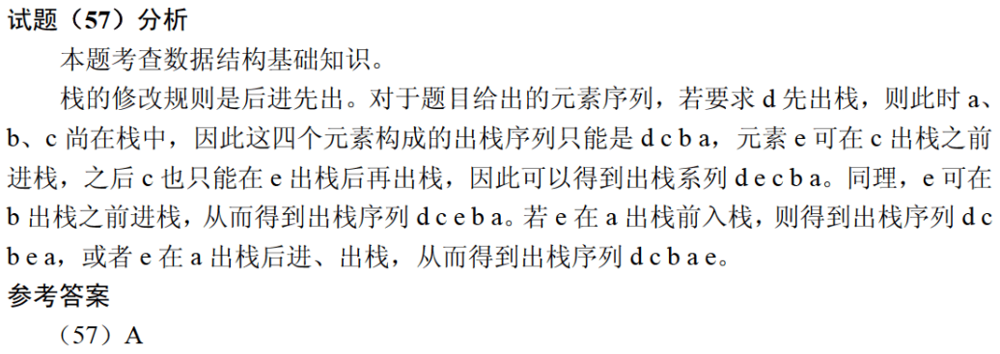 试题（57）分析
本题考查数据结构基础知识。
栈的修改规则是后进先出。对于题目给出的元素序列，若要求 d 先出栈，则此时 a、
b、c 尚在栈中，因此这四个元素构成的出栈序列只能是 d c b a，元素 e 可在 c 出栈之前
进栈，之后 c 也只能在 e 出栈后再出栈，因此可以得到出栈系列 d e c b a。同理，e 可在
b 出栈之前进栈，从而得到出栈序列 d c e b a。若 e 在 a 出栈前入栈，则得到出栈序列 d c
b e a，或者 e 在 a 出栈后进、出栈，从而得到出栈序列 d c b a e。
参考答案
（57）A